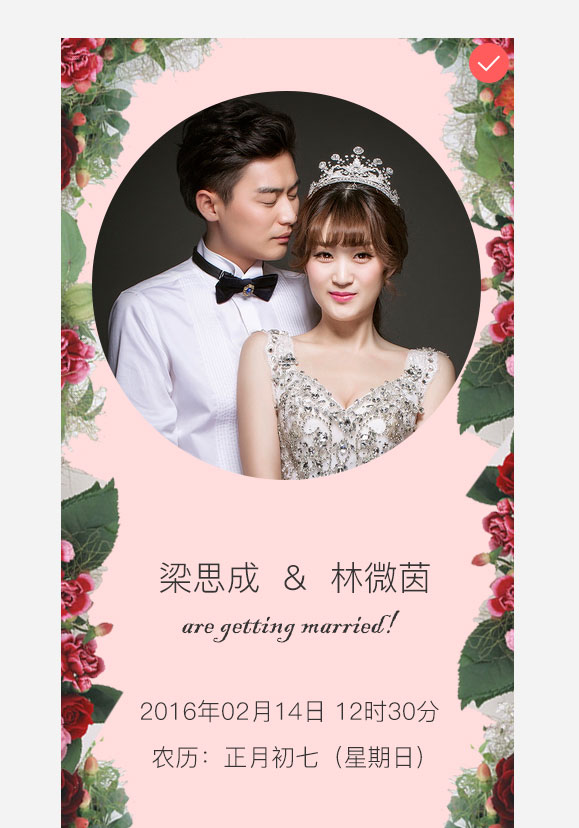 梁思成 & 林微茵
are getting married!
2016年02月14日 12时30分
农历：正月初七（星期日）